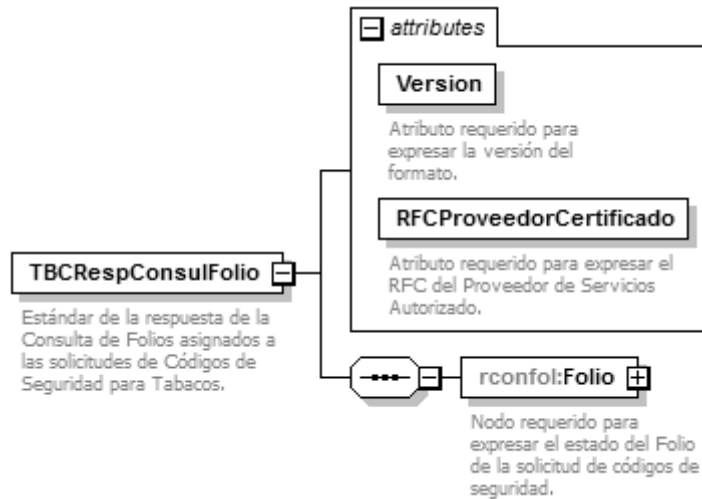 attributes
Version
Atributo requerido para
expresar la versión del
formato.
RFCProveedorCertificado
Atributo requerido para expresar el
RFC del Proveedor de Servicios
Autorizado.
TBCRespConsulFolio
Estándar de la respuesta de la
Consulta de Folios asignados a
las solicitudes de Códigos de
Seguridad para Tabacos.
rconfol:Folio
Nodo requerido para
expresar el estado del Folio
de la solicitud de códigos de
seguridad.